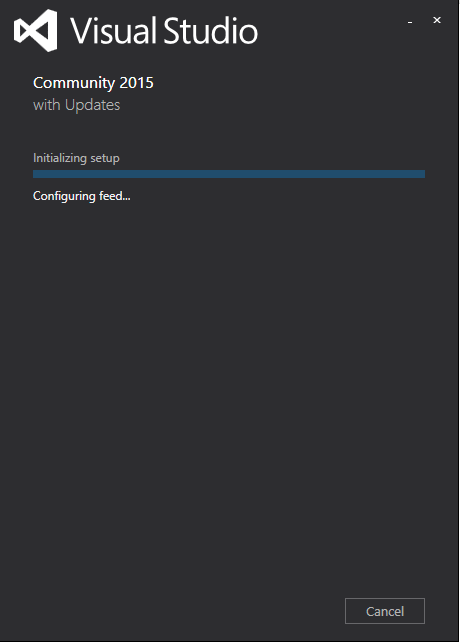 Visual Studio
Community 2015
with Updates
Initializing setup
Configuring feed...
Cancel